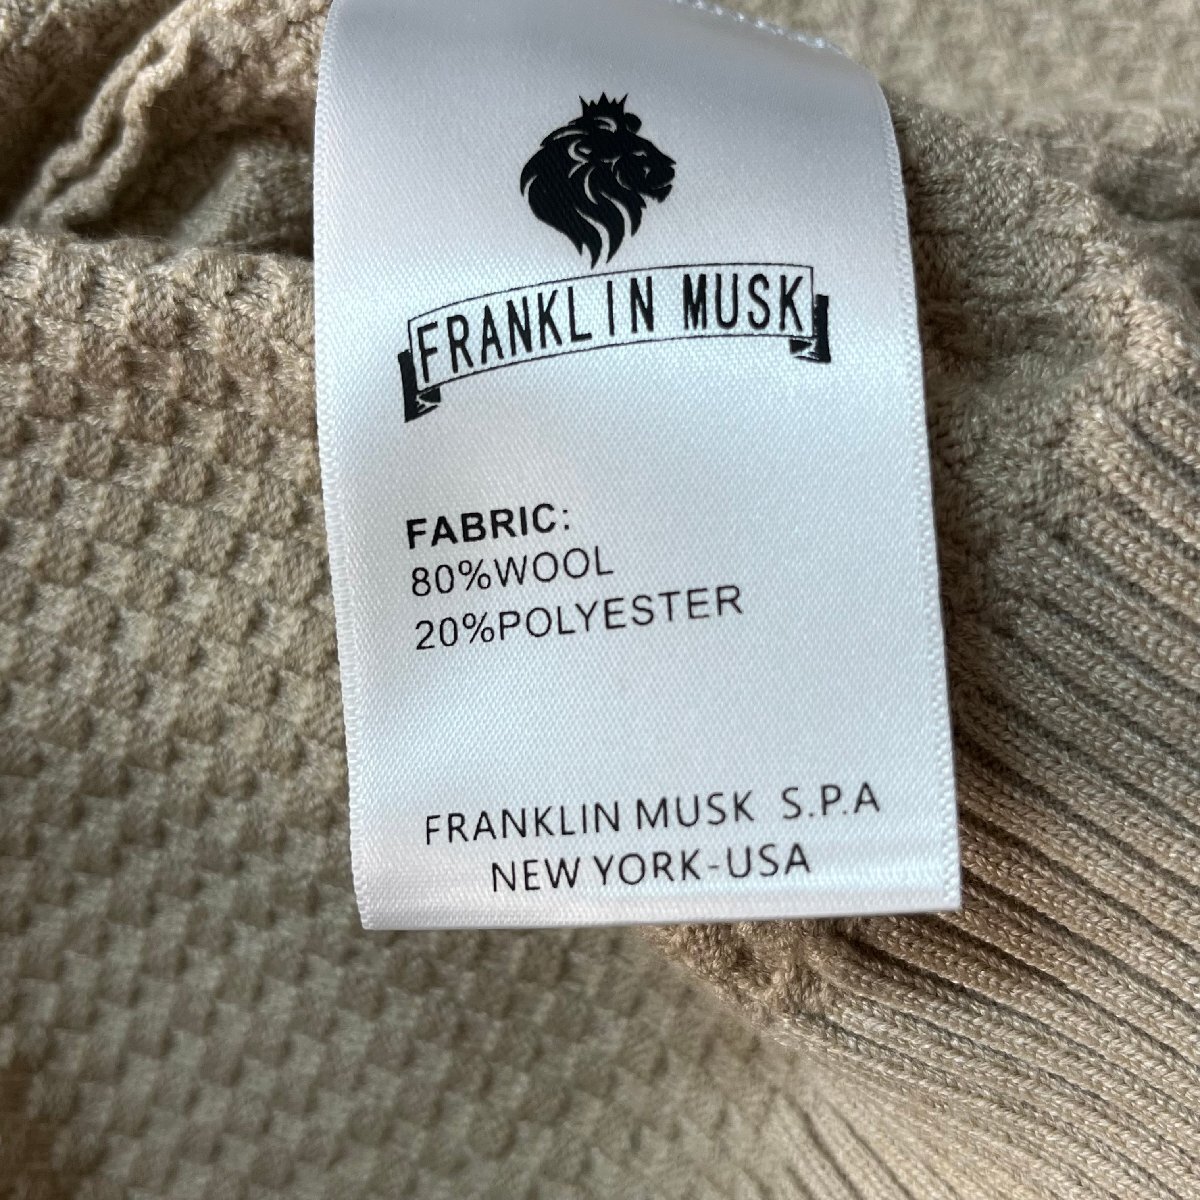 FRANKLIN MUSK
FABRIC:
80%WOOL
20%POLYESTER
FRANKLIN MUSK S.P.A
NEW YORK-USA